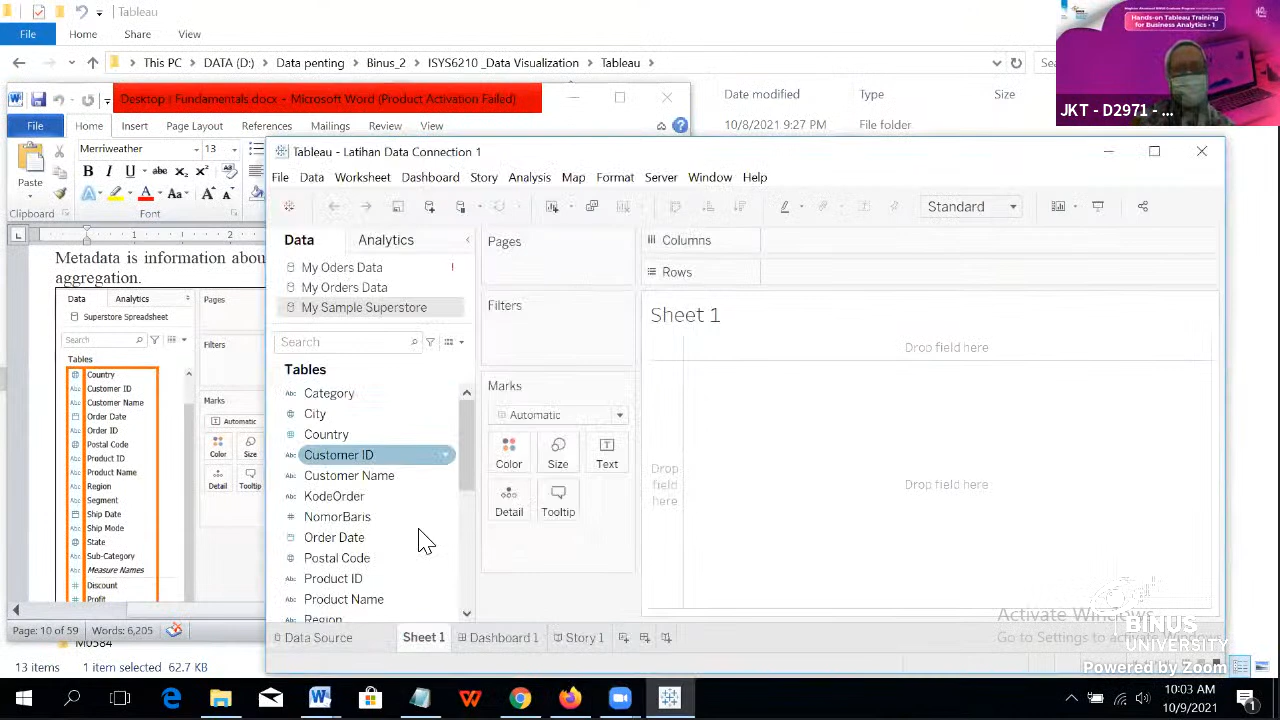 Tableau
File
Home
Share
View
This PC
DATA (D:)
Data penting
Binus_2
ISYS6210 _Data Visualization
Tableau
Date modified
Type
Size
10/8/2021 9:27 PM
File folder
Hands-on Tableau Training
for Business Analytics - 1
JKT - D2971 - ...
Desktop I Fundamentals.docx - Microsoft Word (Product Activation Failed)
File
Home
Insert
Page Layout
References
Mailings
Review
View
Merriweather
13
Paste
Clipboard
Font
Metadata is information abou
aggregation.
Data
Analytics
Pages
Superstore Spreadsheet
Search
Filters
Tables
Country
Customer ID
Customer Name
Order Date
Order ID
Postal Code
Product ID
Product Name
Region
Segment
Ship Date
Ship Mode
State
Sub-Category
Measure Names
Discount
Profit
Marks
Automatic
Color
Size
Detail
Tooltip
Page: 10 of 59
Words: 6,205
Tableau - Latihan Data Connection 1
File
Data
Worksheet
Dashboard
Story
Analysis
Map
Format
Server
Window
Help
Standard
Data
Analytics
My Oders Data
My Orders Data
My Sample Superstore
Search
Tables
Category
City
Country
Customer ID
Customer Name
KodeOrder
NomorBaris
Order Date
Postal Code
Product ID
Product Name
Region
Pages
Filters
Marks
Automatic
Color
Size
Text
Detail
Tooltip
Columns
Rows
Sheet 1
Drop field here
Drop
field
here
Drop field here
Data Source
Sheet 1
Dashboard 1
Story 1
Activate Windows
Go to Settings to activate Windows.
BINUS
UNIVERSITY
Powered by Zoom
M0584
13 items
1 item selected 62.7 KB
10:03 AM
10/9/2021
1